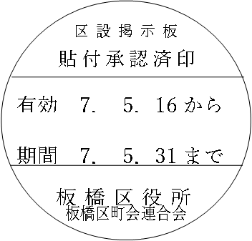 区設掲示板
貼付承認済印
有効 7. 5. 16から
期間 7. 5. 31まで
板橋区役所
板橋区町会連合会